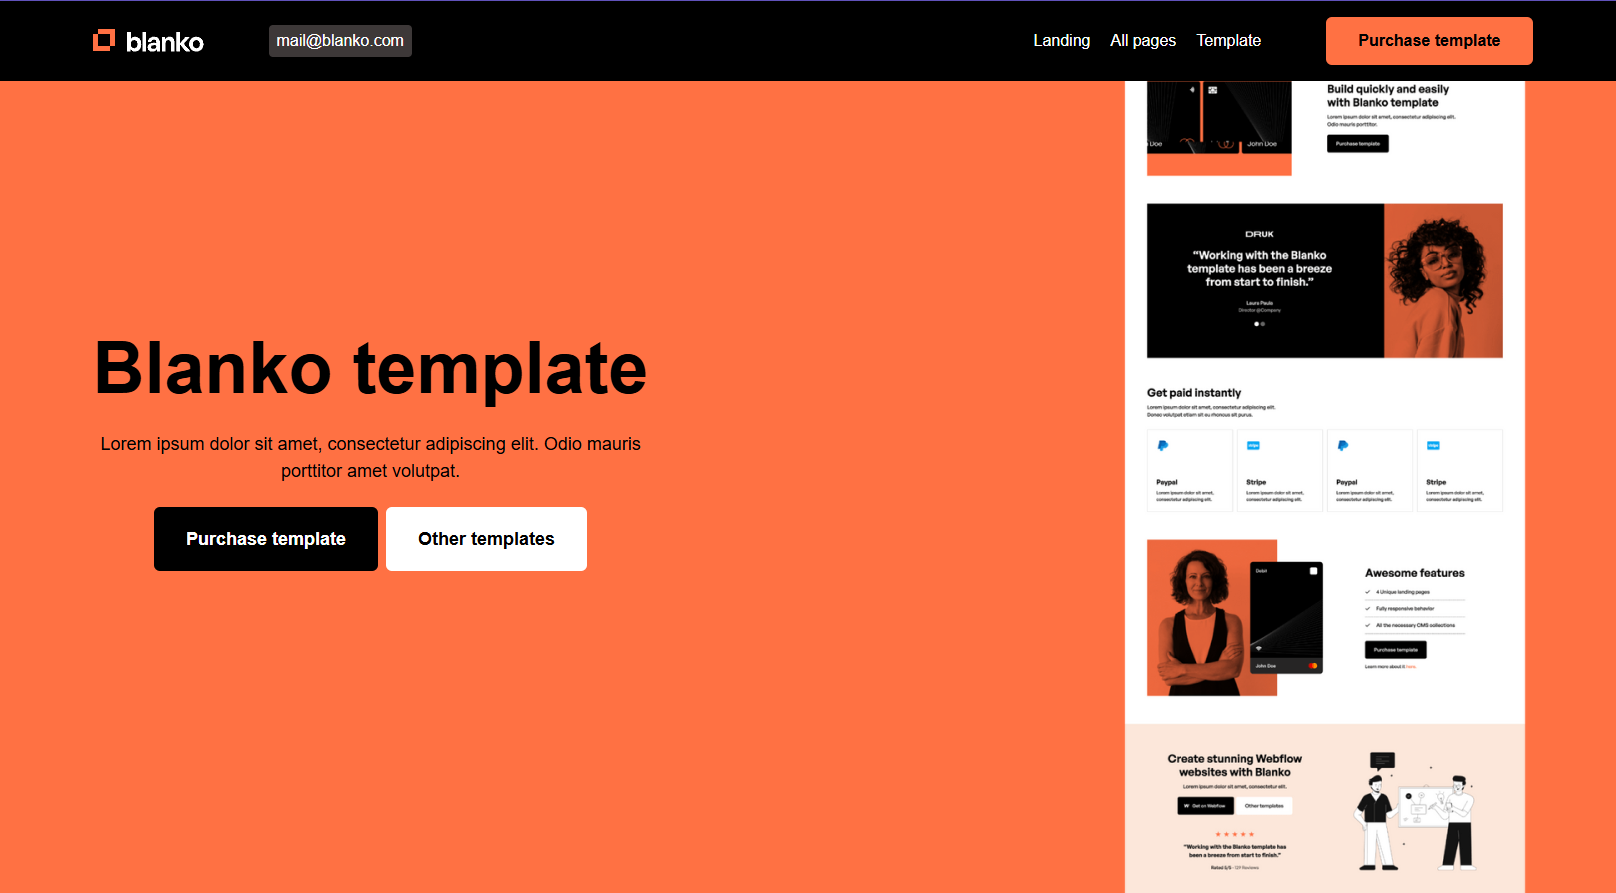 blanko
mail@blanko.com
Landing
All pages
Template
Purchase template
Blanko template
Lorem ipsum dolor sit amet, consectetur adipiscing elit. Odio mauris
porttitor amet volutpat.
Purchase template
Other templates
Doe
John Doe
Build quickly and easily
with Blanko template
Lorem ipsum dolor sit amet, consectetur adipiscing elit.
Odio mauris porttitor.
Purchase template
DRUK
“Working with the Blanko
template has been a breeze
from start to finish.”
Laura Paula
Director @Company
Get paid instantly
Lorem ipsum dolor sit amet, consectetur adipiscing elit.
Donec volutpat etiam sit eu rhoncus sit purus.
Paypal
Lorem ipsum dolor sit amet,
consectetur adipiscing elit.
stripe
Stripe
Lorem ipsum dolor sit amet,
consectetur adipiscing elit.
Paypal
Lorem ipsum dolor sit amet,
consectetur adipiscing elit.
stripe
Stripe
Lorem ipsum dolor sit amet,
consectetur adipiscing elit.
Debit
John Doe
Awesome features
4 Unique landing pages
Fully responsive behavior
All the necessary CMS collections
Purchase template
Learn more about it here.
Create stunning Webflow
websites with Blanko
Lorem ipsum dolor sit amet, consectetur elit.
W Get on Webflow
Other templates
“Working with the Blanko template has
been a breeze from start to finish.”
Rated 5/5 - 129 Reviews